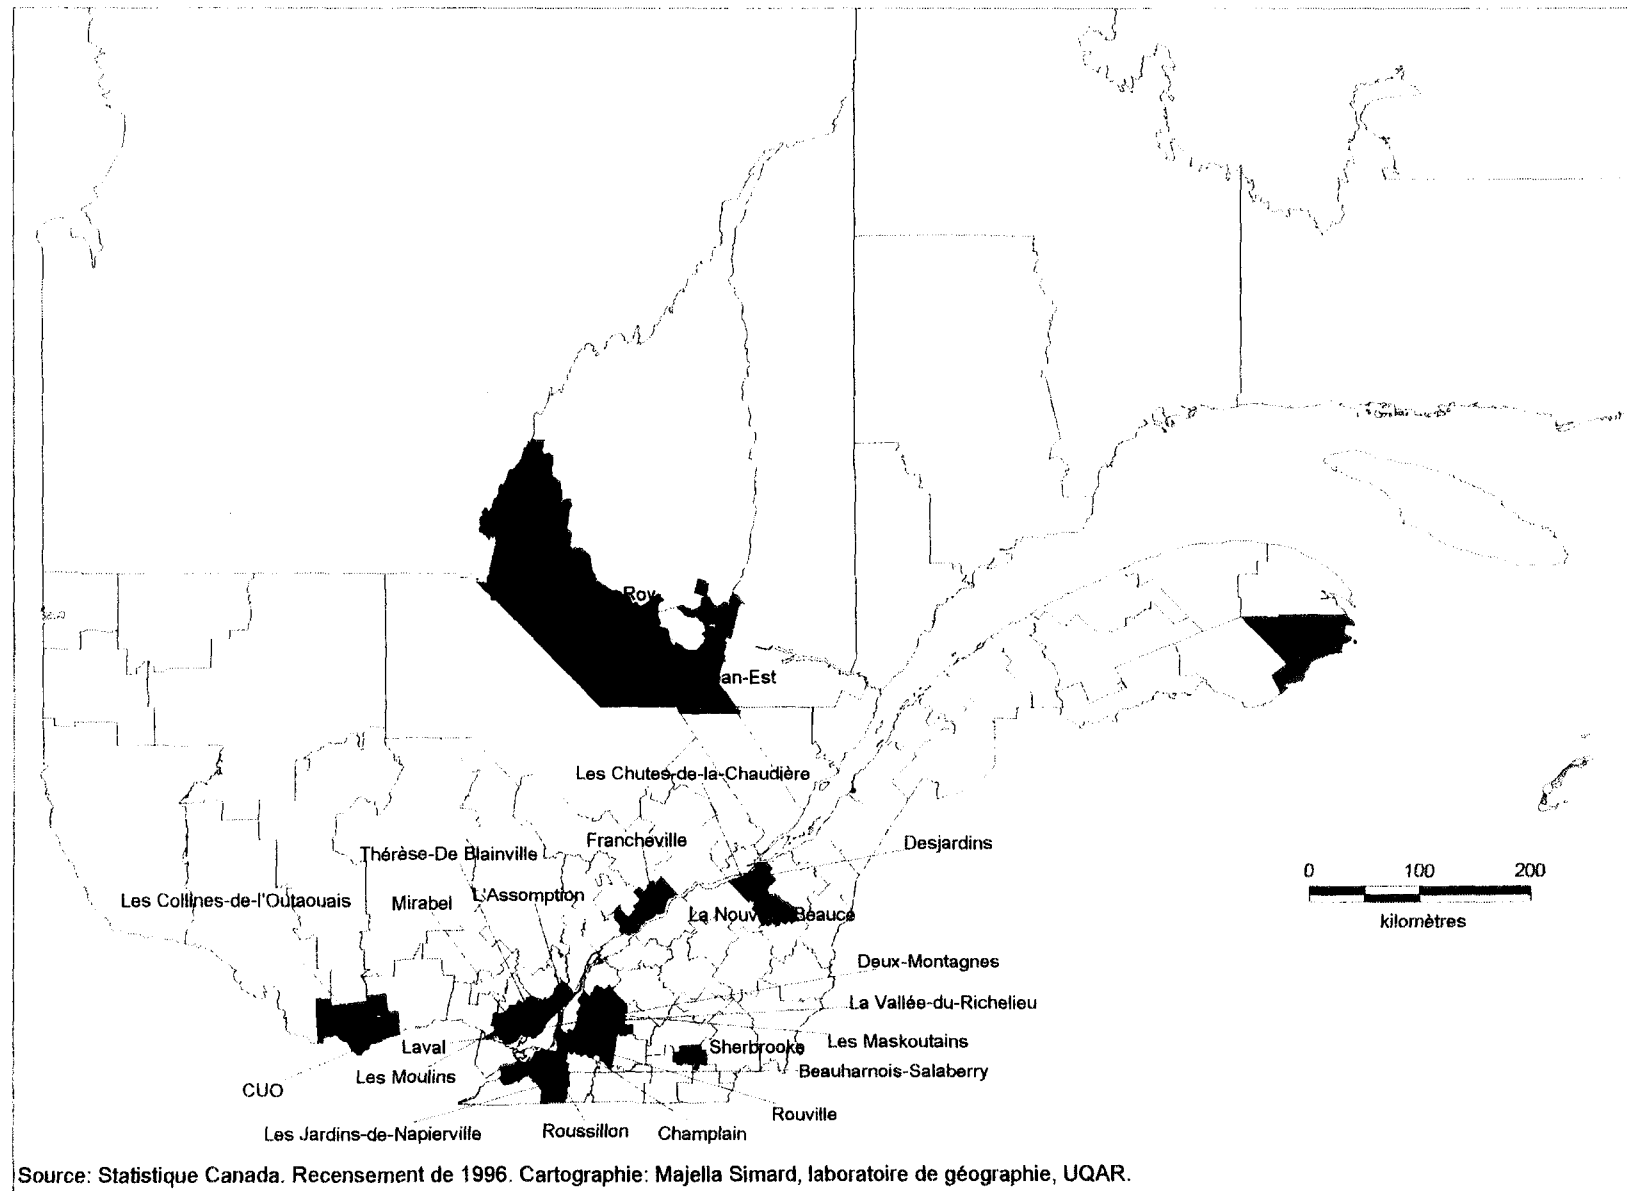 Roy
an-Est
Les Chutes-de-la-Chaudière
Francheville
Desjardins
Thérèse-De Blainville
0 100 200
kilomètres
Les Collines-de-l'Outaouais
Mirabel
L'Assomption
La Nouv Beauce
Deux-Montagnes
La Vallée-du-Richelieu
Les Maskoutains
Laval
Sherbrooke
Les Moulins
Beauharnois-Salaberry
CUO
Rouville
Les Jardins-de-Napierville
Roussillon
Champlain
Source: Statistique Canada. Recensement de 1996. Cartographie: Majella Simard, laboratoire de géographie, UQAR.